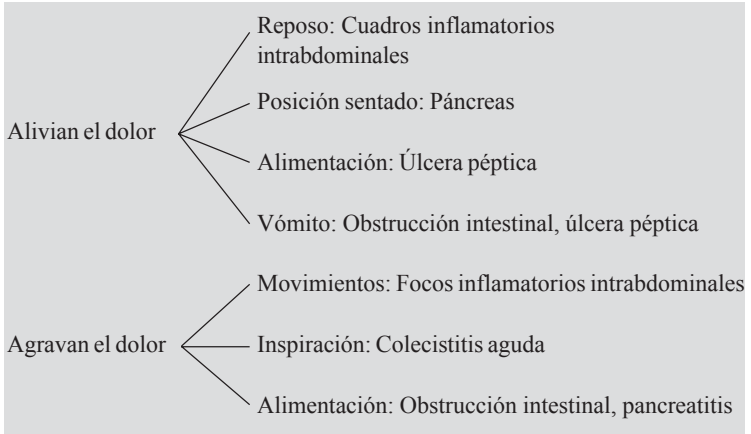 Reposo: Cuadros inflamatorios
intrabdominales
Posición sentado: Páncreas
Alivian el dolor
Alimentación: Úlcera péptica
Vómito: Obstrucción intestinal, úlcera péptica
Movimientos: Focos inflamatorios intrabdominales
Agravan el dolor
Inspiración: Colecistitis aguda
Alimentación: Obstrucción intestinal, pancreatitis